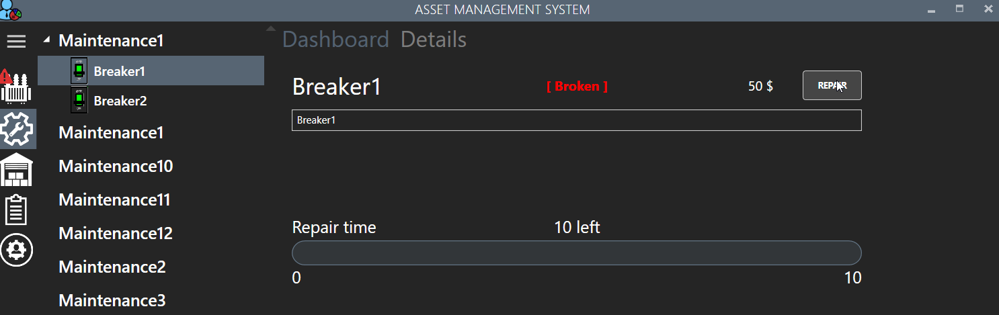 ASSET MANAGEMENT SYSTEM
Maintenance1
Breaker1
Breaker2
Maintenance1
Maintenance10
Maintenance11
Maintenance12
Maintenance2
Maintenance3
Dashboard Details
Breaker1 [ Broken ] 50 $ REPAIR
Breaker1
Repair time 10 left
0 10